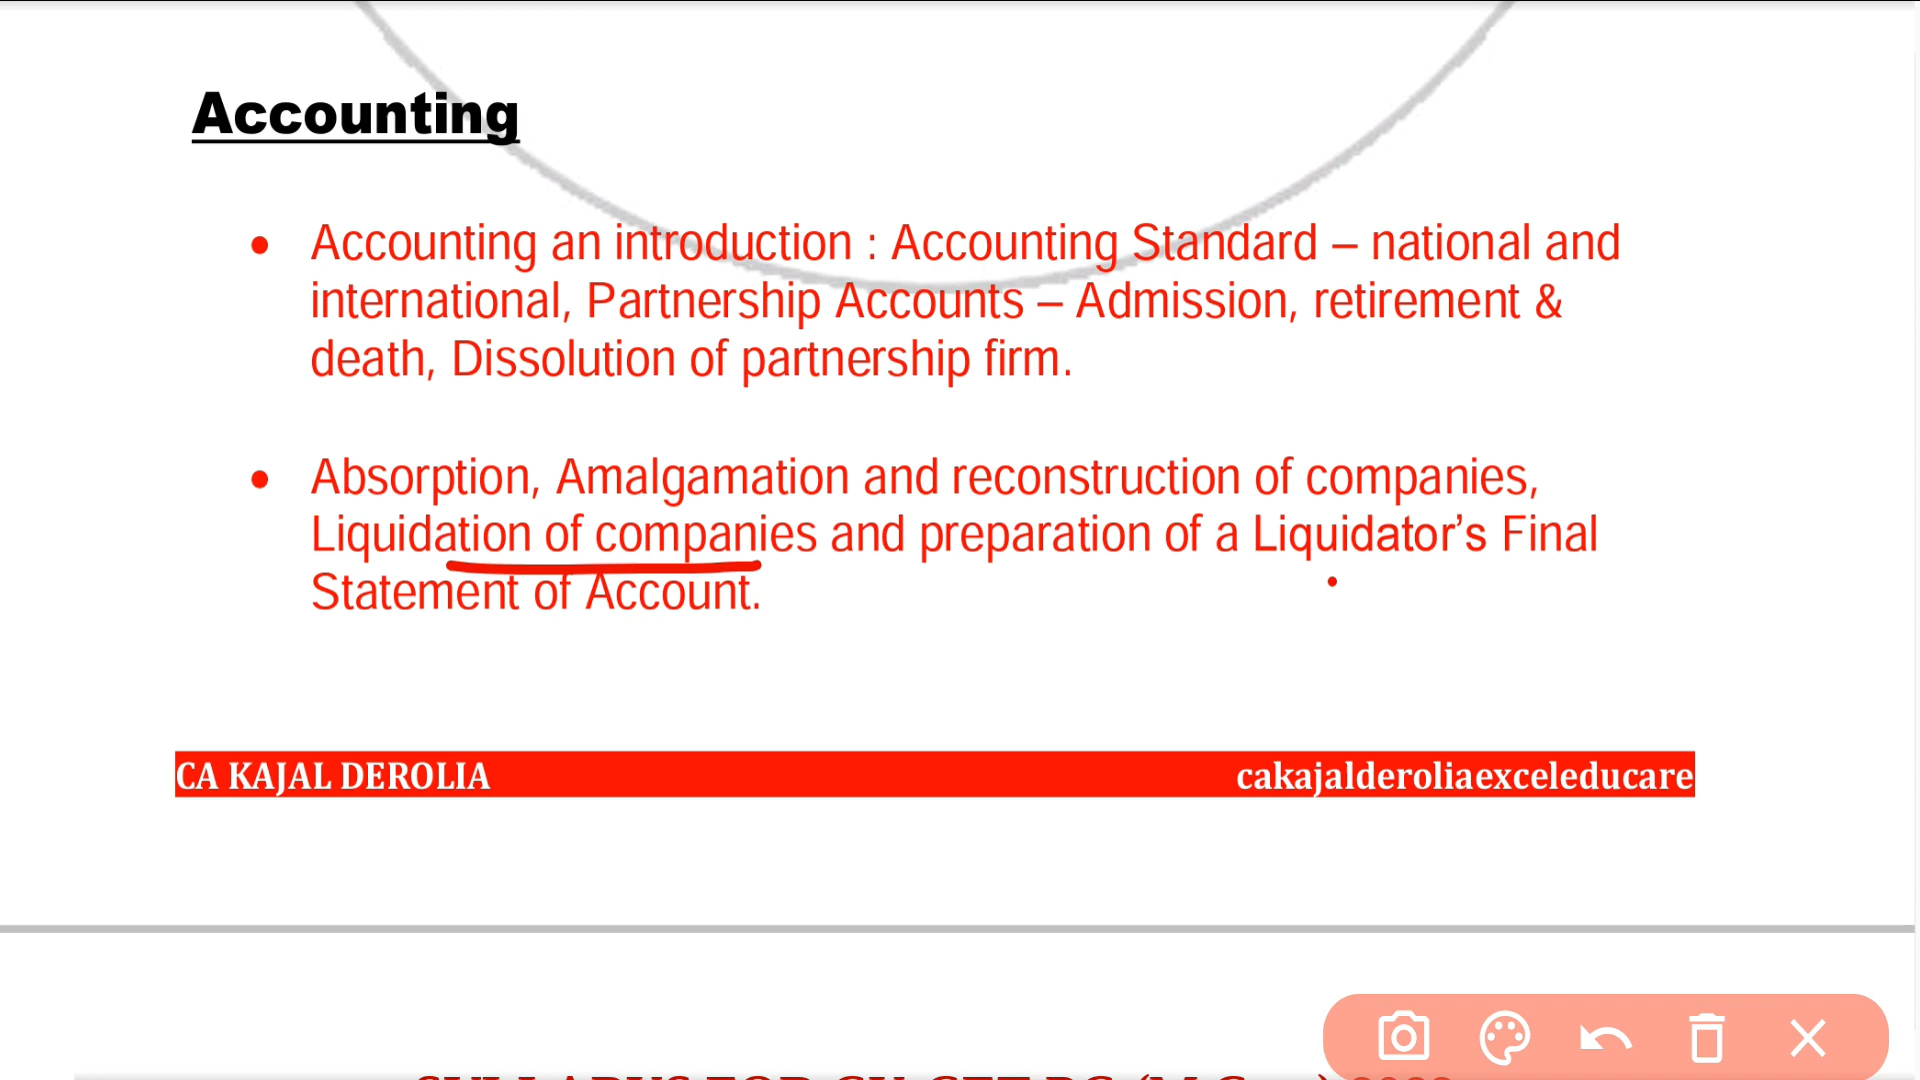 Accounting
• Accounting an introduction : Accounting Standard – national and
international, Partnership Accounts – Admission, retirement &
death, Dissolution of partnership firm.
• Absorption, Amalgamation and reconstruction of companies,
Liquidation of companies and preparation of a Liquidator’s Final
Statement of Account.
CA KAJAL DEROLIA cakajalderoliaexceleducare